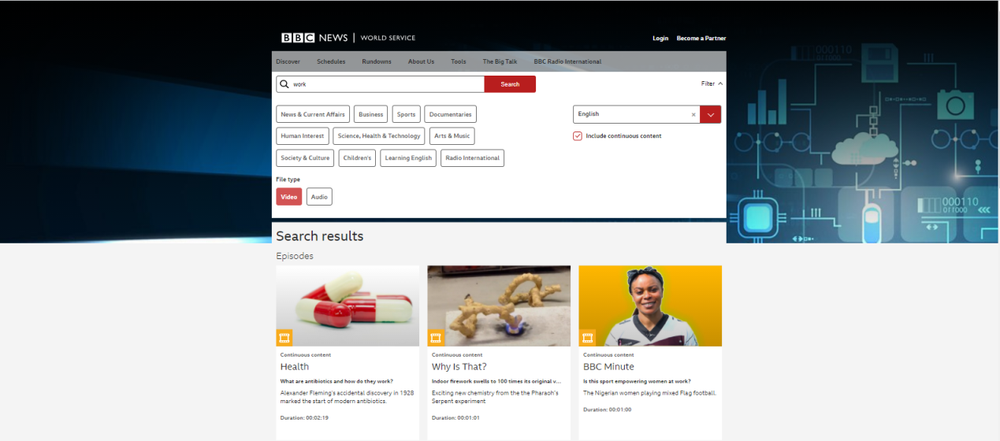 BBC NEWS | WORLD SERVICE
Login Become a Partner
Discover Schedules Rundowns About Us Tools The Big Talk BBC Radio International
work Search Filter
News & Current Affairs Business Sports Documentaries English ×
Human Interest Science, Health & Technology Arts & Music Include continuous content
Society & Culture Children's Learning English Radio International
File type
Video Audio
000110
011000
000110
011000
Search results
Episodes
Continuous content
Health
What are antibiotics and how do they work?
Alexander Fleming's accidental discovery in 1928
marked the start of modern antibiotics.
Duration: 00:02:19
Continuous content
Why Is That?
Indoor firework swells to 100 times its original v...
Exciting new chemistry from the the Pharaoh's
Serpent experiment
Duration: 00:01:01
Continuous content
BBC Minute
Is this sport empowering women at work?
The Nigerian women playing mixed Flag football.
Duration: 00:01:00